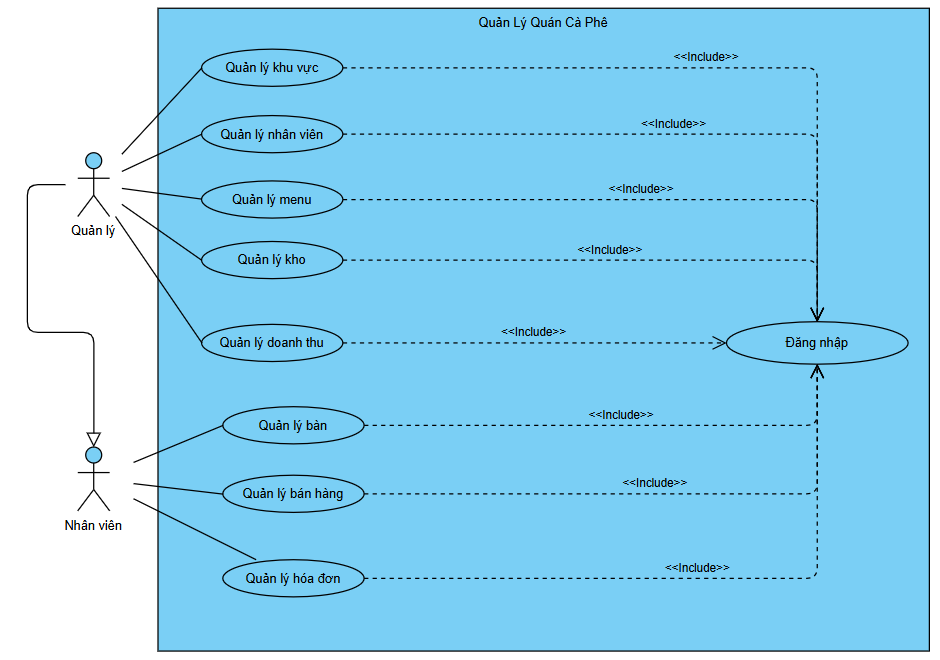 Quản Lý Quán Cà Phê
Quản lý khu vực
<<Include>>
Quản lý nhân viên
<<Include>>
Quản lý menu
<<Include>>
Quản lý
Quản lý kho
<<Include>>
Quản lý doanh thu
<<Include>>
Đăng nhập
Quản lý bàn
<<Include>>
Quản lý bán hàng
<<Include>>
Nhân viên
Quản lý hóa đơn
<<Include>>